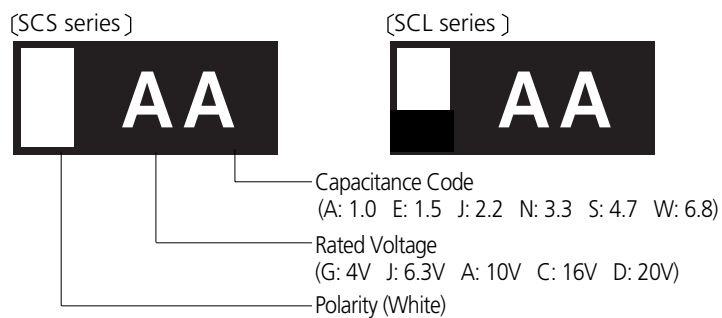 〔SCS series〕
〔SCL series〕
AA
AA
Capacitance Code
(A: 1.0 E: 1.5 J: 2.2 N: 3.3 S: 4.7 W: 6.8)
Rated Voltage
(G: 4V J: 6.3V A: 10V C: 16V D: 20V)
Polarity (White)